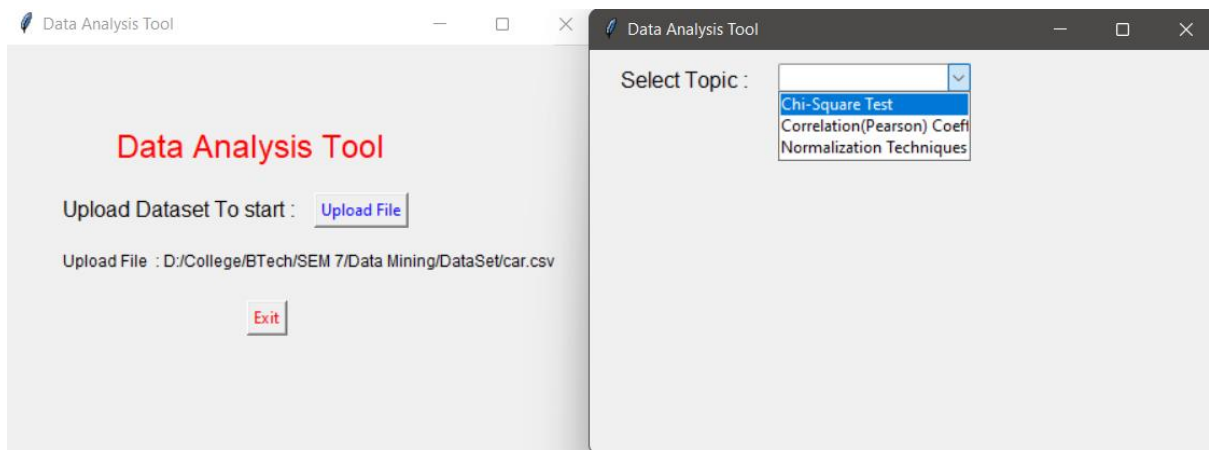 Data Analysis Tool
Data Analysis Tool
Upload Dataset To start :
Upload File
Upload File : D:/College/BTech/SEM 7/Data Mining/DataSet/car.csv
Exit
Data Analysis Tool
Select Topic :
Chi-Square Test
Correlation(Pearson) Coeff
Normalization Techniques